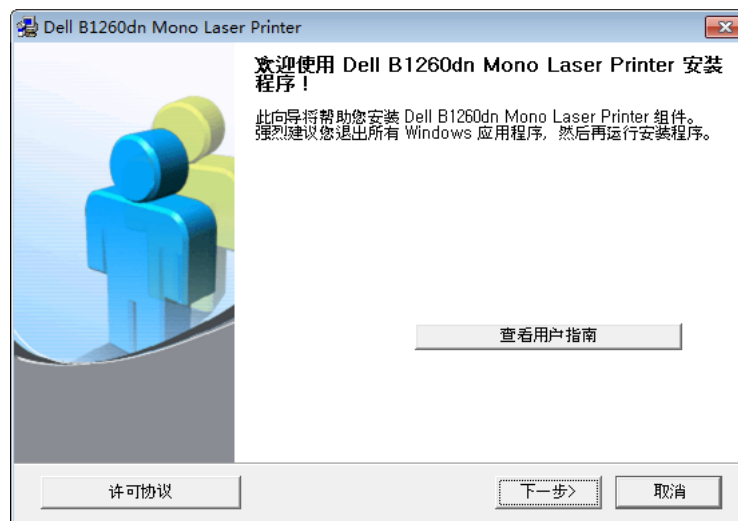 Dell B1260dn Mono Laser Printer
欢迎使用 Dell B1260dn Mono Laser Printer 安装
程序！
此向导将帮助您安装 Dell B1260dn Mono Laser Printer 组件。
强烈建议您退出所有 Windows 应用程序，然后再运行安装程序。
查看用户指南
许可协议
下一步>
取消